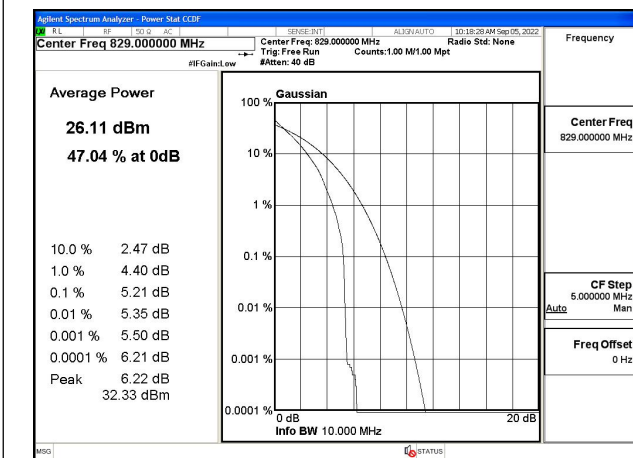 Agilent Spectrum Analyzer - Power Stat CCDF
LXI RL RF 50 Ω AC SENSE:INT ALIGN AUTO 10:18:28 AM Sep 05, 2022
Center Freq 829.000000 MHz
Center Freq: 829.000000 MHz Radio Std: None
Trig: Free Run Counts:1.00 M/1.00 Mpt
#IFGain:Low #Atten: 40 dB
Frequency
Average Power
26.11 dBm
47.04 % at 0dB
10.0 % 2.47 dB
1.0 % 4.40 dB
0.1 % 5.21 dB
0.01 % 5.35 dB
0.001 % 5.50 dB
0.0001 % 6.21 dB
Peak 6.22 dB
32.33 dBm
Gaussian
100 %
10 %
1 %
0.1 %
0.01 %
0.001 %
0.0001 %
0 dB 20 dB
Info BW 10.000 MHz
Center Freq
829.000000 MHz
CF Step
5.000000 MHz
Auto Man
Freq Offset
0 Hz
MSG STATUS